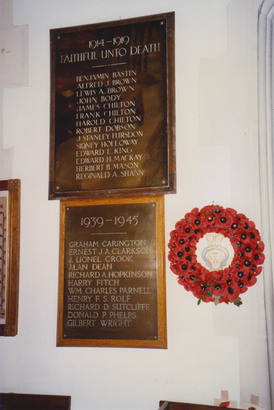 1914 – 1919
FAITHFUL UNTO DEATH
BENJAMIN BASTIN
ALFRED J. BROWN
LEWIS A. BROWN
JOHN BODY
JAMES CHILTON
FRANK CHILTON
HAROLD CHILTON
ROBERT DOBSON
J. STANLEY FURSDON
SIDNEY HOLLOWAY
EDWARD L. KING
EDWARD H. MACKAY
HERBERT B. MASON
REGINALD A. SHANN
1939 – 1945
GRAHAM CARINGTON
ERNEST J.A. CLARKSON
J. LIONEL CROOK
ALAN DEAN
RICHARD A. HOPKINSON
HARRY FITCH
WM. CHARLES PARNELL
HENRY F.S. ROLF
RICHARD D. SUTCLIFFE
DONALD P. PHELPS
GILBERT WRIGHT